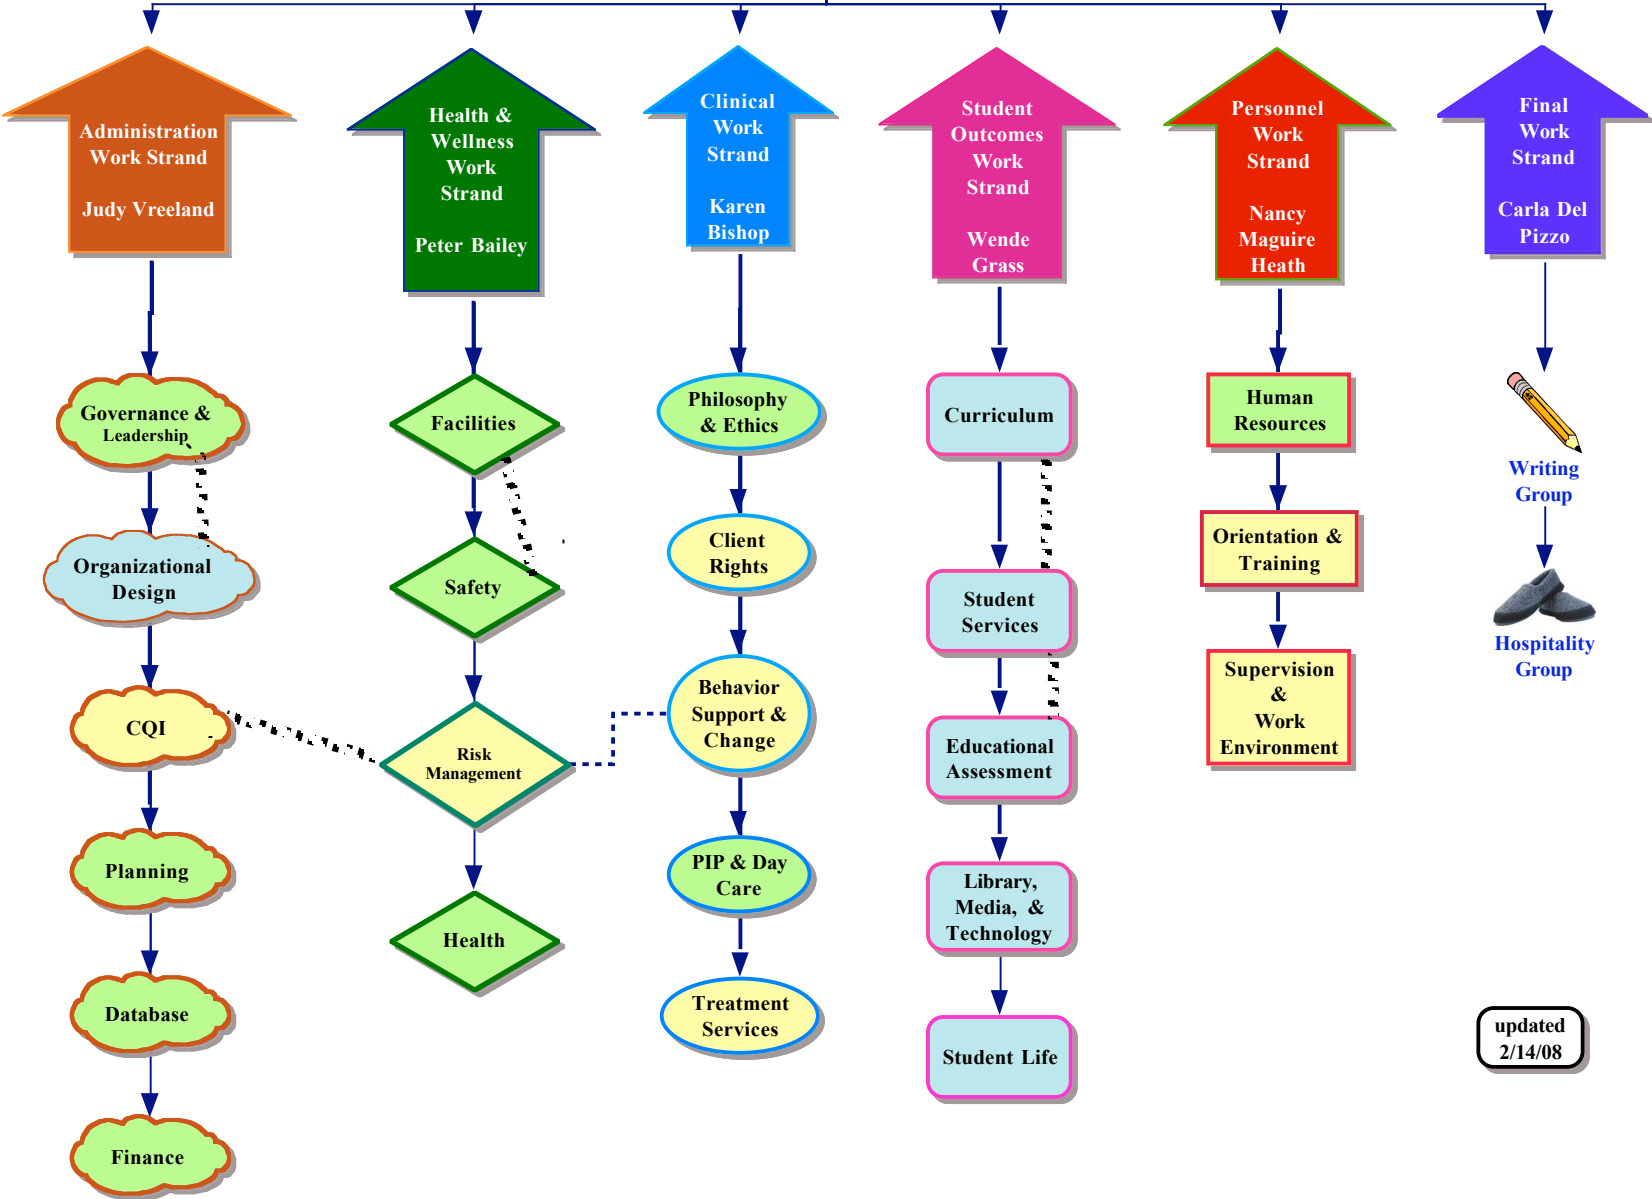 Administration
Work Strand
Judy Vreeland
Governance &
Leadership
Organizational
Design
CQI
Planning
Database
Finance
Health &
Wellness
Work
Strand
Peter Bailey
Facilities
Safety
Risk
Management
Health
Clinical
Work
Strand
Karen
Bishop
Philosophy
& Ethics
Client
Rights
Behavior
Support &
Change
PIP & Day
Care
Treatment
Services
Student
Outcomes
Work
Strand
Wende
Grass
Curriculum
Student
Services
Educational
Assessment
Library,
Media, &
Technology
Student Life
Personnel
Work
Strand
Nancy
Maguire
Heath
Human
Resources
Orientation &
Training
Supervision
&
Work
Environment
Final
Work
Strand
Carla Del
Pizzo
Writing
Group
Hospitality
Group
updated
2/14/08